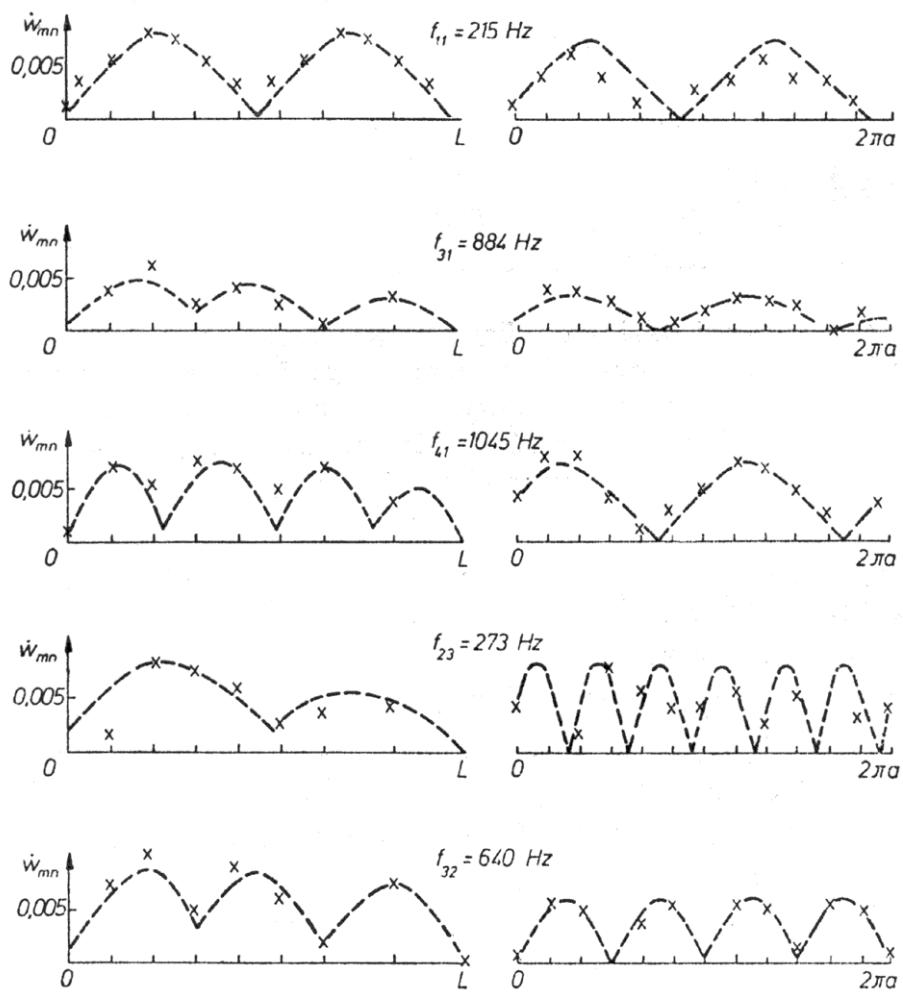 ẇmn
0,005
f11 = 215 Hz
0 L 0 2πa
ẇmn
0,005
f31 = 884 Hz
0 L 0 2πa
ẇmn
0,005
f41 = 1045 Hz
0 L 0 2πa
ẇmn
0,005
f23 = 273 Hz
0 L 0 2πa
ẇmn
0,005
f32 = 640 Hz
0 L 0 2πa